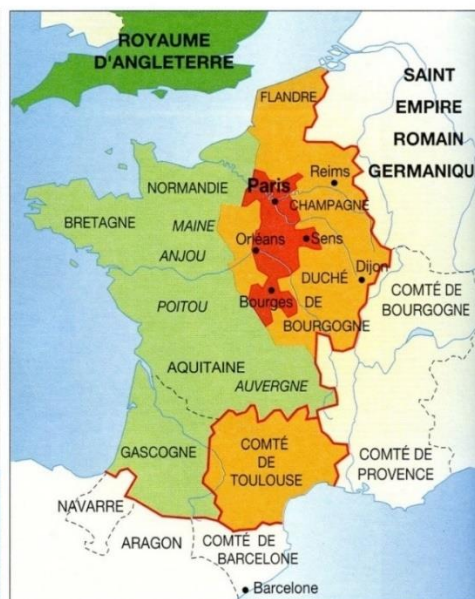 ROYAUME
D'ANGLETERRE
SAINT
EMPIRE
ROMAIN
GERMANIQU
FLANDRE
NORMANDIE
Paris
Reims
CHAMPAGNE
BRETAGNE
MAINE
ANJOU
Orléans
Sens
DUCHÉ
DE
BOURGOGNE
Dijon
COMTÉ DE
BOURGOGNE
POITOU
Bourges
AQUITAINE
AUVERGNE
GASCOGNE
COMTÉ
DE
TOULOUSE
COMTÉ DE
PROVENCE
NAVARRE
ARAGON
COMTÉ DE
BARCELONE
Barcelone